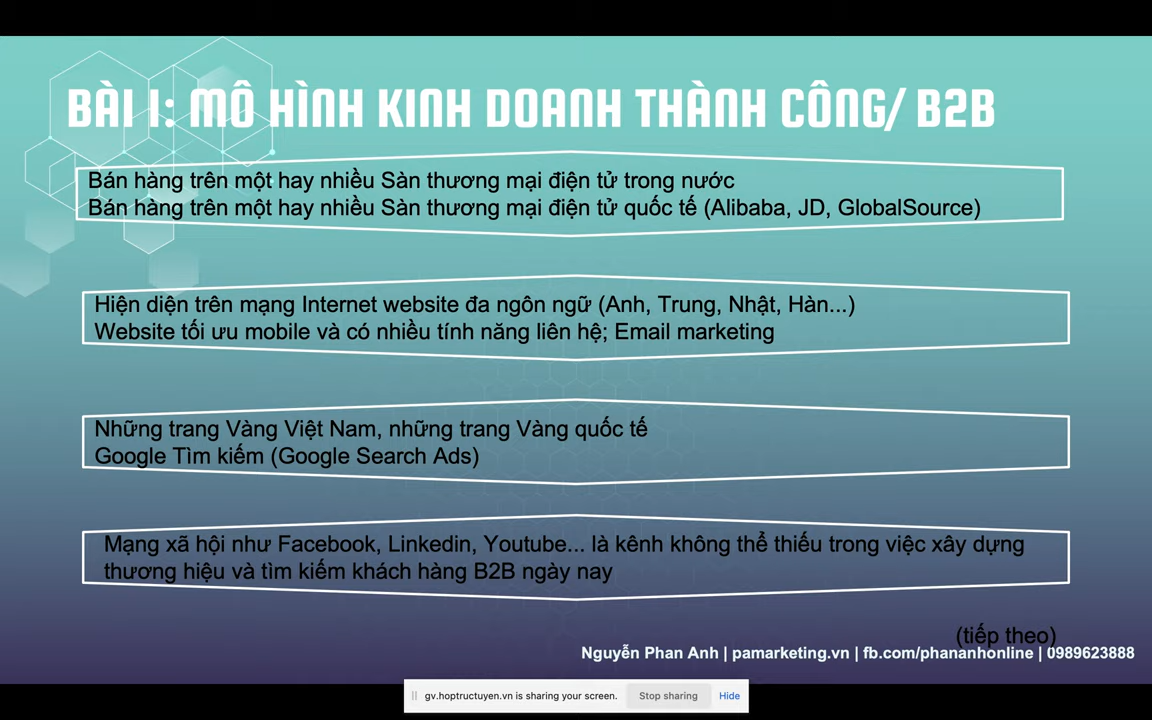 BÀI 1: MÔ HÌNH KINH DOANH THÀNH CÔNG/ B2B
Bán hàng trên một hay nhiều Sàn thương mại điện tử trong nước
Bán hàng trên một hay nhiều Sàn thương mại điện tử quốc tế (Alibaba, JD, GlobalSource)
Hiện diện trên mạng Internet website đa ngôn ngữ (Anh, Trung, Nhật, Hàn...)
Website tối ưu mobile và có nhiều tính năng liên hệ; Email marketing
Những trang Vàng Việt Nam, những trang Vàng quốc tế
Google Tìm kiếm (Google Search Ads)
Mạng xã hội như Facebook, Linkedin, Youtube... là kênh không thể thiếu trong việc xây dựng
thương hiệu và tìm kiếm khách hàng B2B ngày nay
(tiếp theo)
Nguyễn Phan Anh | pamarketing.vn | fb.com/phananhonline | 0989623888
gv.hoptructuyen.vn is sharing your screen. Stop sharing Hide